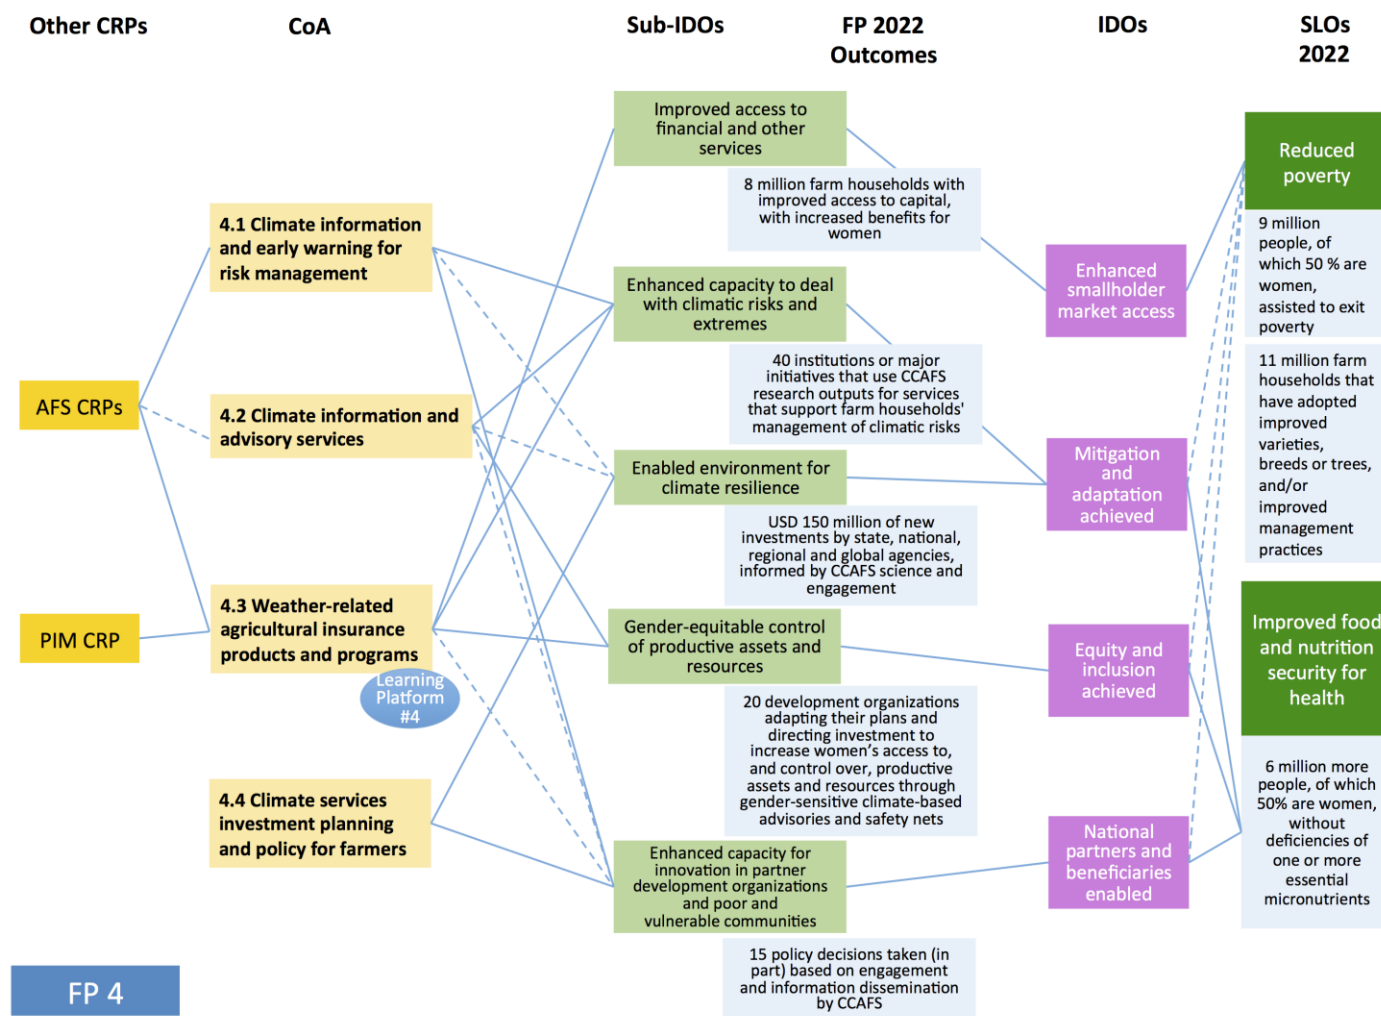 Other CRPs
CoA
Sub-IDOs
FP 2022
Outcomes
IDOs
SLOs
2022
AFS CRPs
PIM CRP
4.1 Climate information
and early warning for
risk management
4.2 Climate information and
advisory services
4.3 Weather-related
agricultural insurance
products and programs
Learning
Platform
#4
4.4 Climate services
investment planning
and policy for farmers
Improved access to
financial and other
services
8 million farm households with
improved access to capital,
with increased benefits for
women
Enhanced capacity to deal
with climatic risks and
extremes
40 institutions or major
initiatives that use CCAFS
research outputs for services
that support farm households'
management of climatic risks
Enabled environment for
climate resilience
USD 150 million of new
investments by state, national,
regional and global agencies,
informed by CCAFS science and
engagement
Gender-equitable control
of productive assets and
resources
20 development organizations
adapting their plans and
directing investment to
increase women’s access to,
and control over, productive
assets and resources through
gender-sensitive climate-based
advisories and safety nets
Enhanced capacity for
innovation in partner
development organizations
and poor and
vulnerable communities
15 policy decisions taken (in
part) based on engagement
and information dissemination
by CCAFS
Enhanced
smallholder
market access
Mitigation
and
adaptation
achieved
Equity and
inclusion
achieved
National
partners and
beneficiaries
enabled
Reduced
poverty
9 million
people, of
which 50 % are
women,
assisted to exit
poverty
11 million farm
households that
have adopted
improved
varieties,
breeds or trees,
and/or
improved
management
practices
Improved food
and nutrition
security for
health
6 million more
people, of which
50% are women,
without
deficiencies of
one or more
essential
micronutrients
FP 4